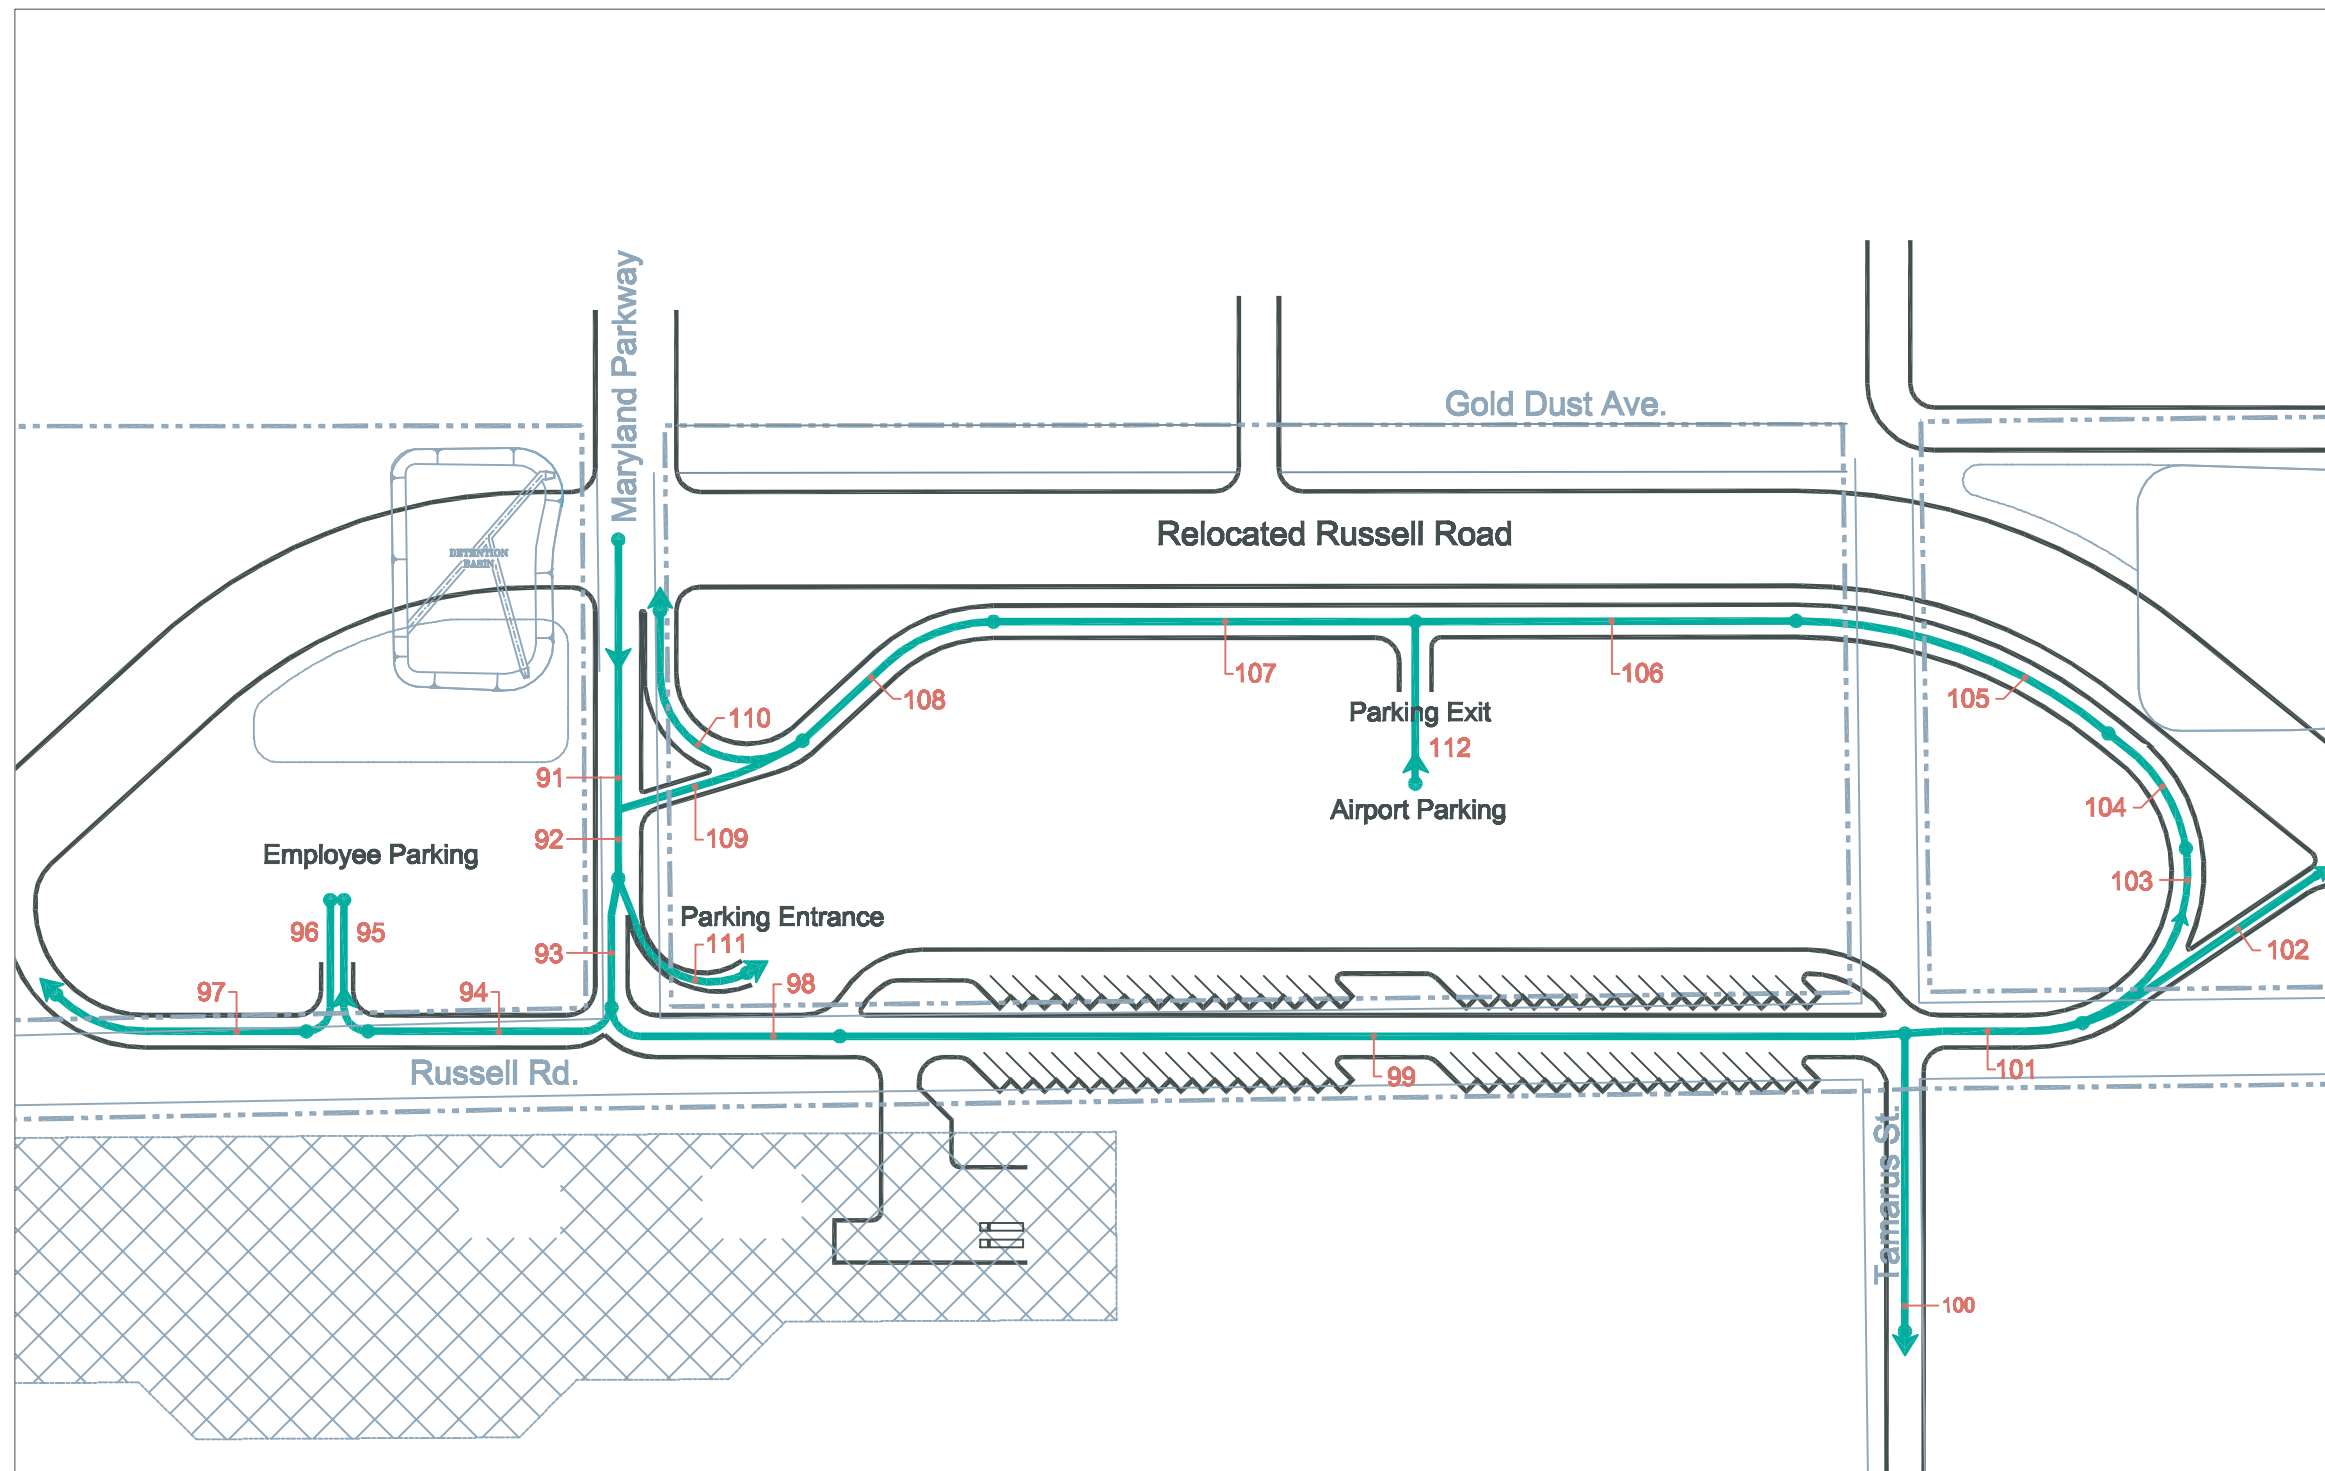 Maryland Parkway
Gold Dust Ave.
Relocated Russell Road
DETENTION
BASIN
107
106
108
105
110
Parking Exit
112
91
104
Airport Parking
92
109
Employee Parking
103
Parking Entrance
96
95
111
93
102
97
94
98
Russell Rd.
99
101
Tamarus St.
100